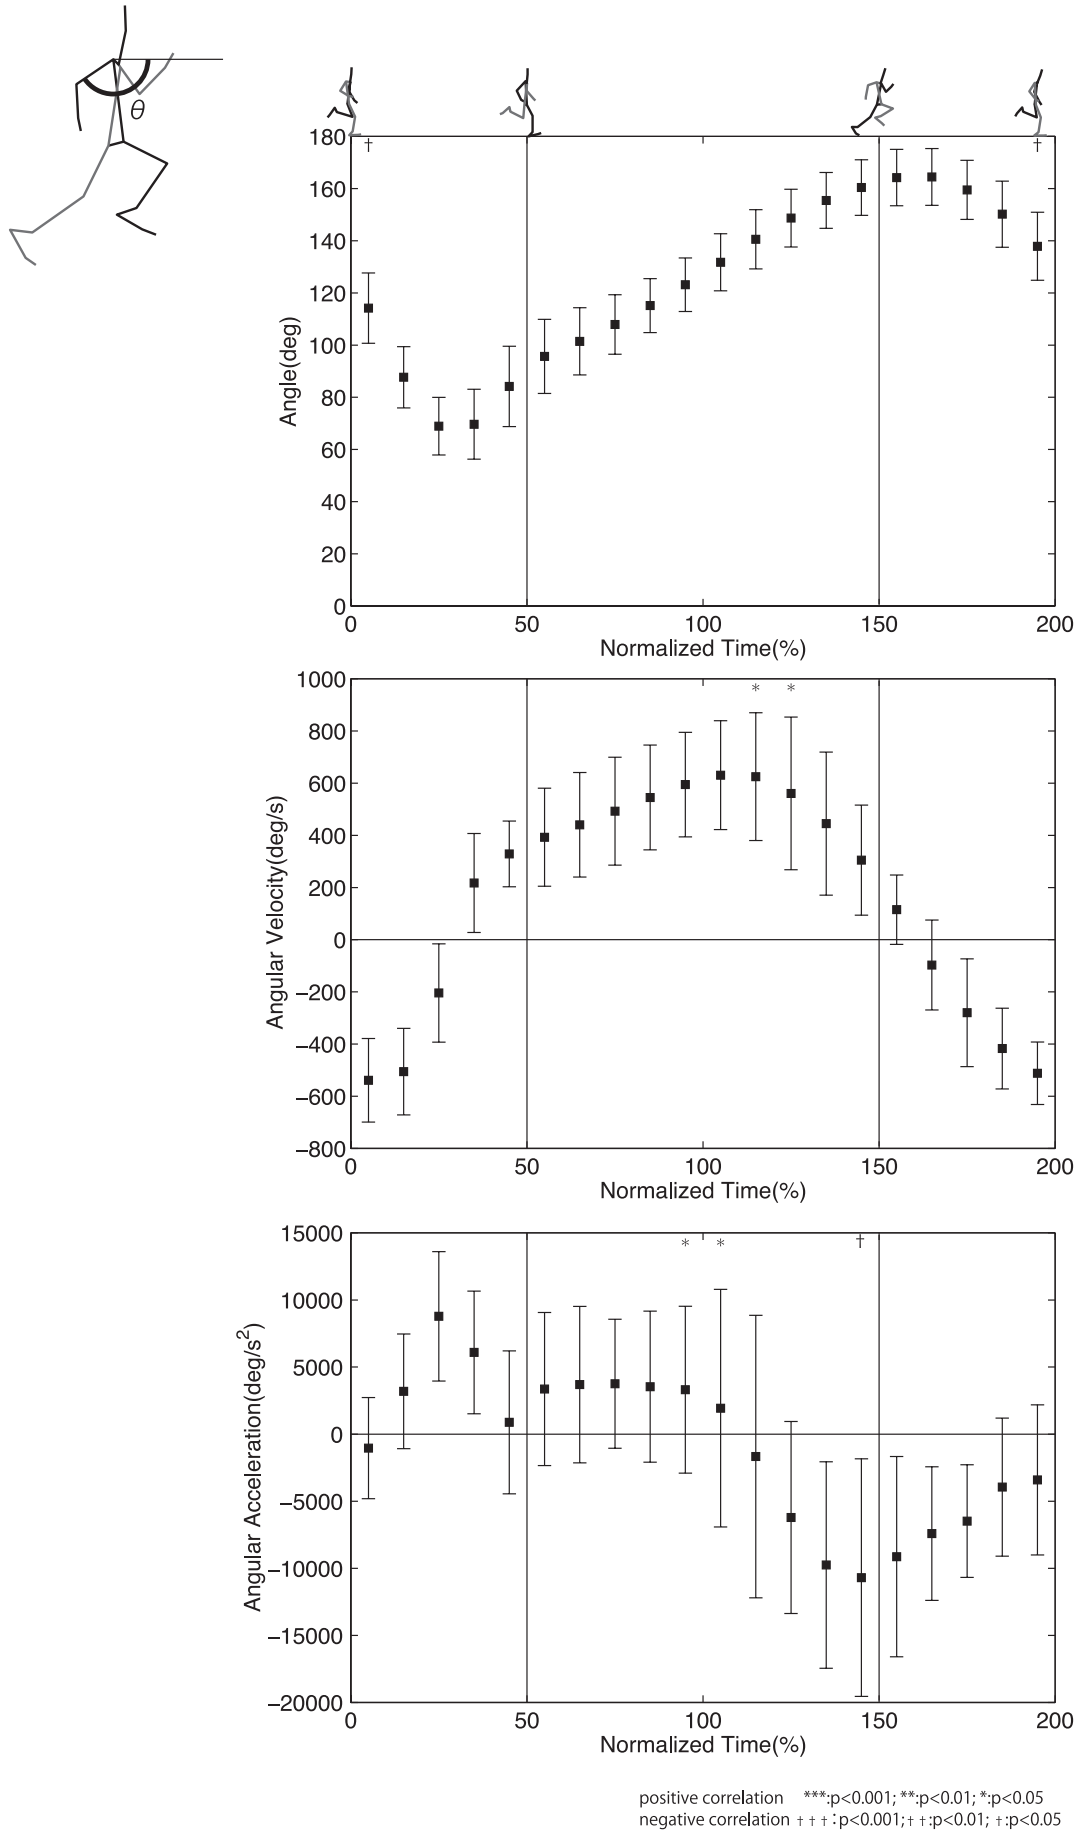 θ
†
†
180
160
140
120
100
80
60
40
20
0
Angle(deg)
0 50 100 150 200
Normalized Time(%)
* *
1000
800
600
400
200
0
−200
−400
−600
−800
Angular Velocity(deg/s)
0 50 100 150 200
Normalized Time(%)
* * †
15000
10000
5000
0
−5000
−10000
−15000
−20000
Angular Acceleration(deg/s²)
0 50 100 150 200
Normalized Time(%)
positive correlation ***:p<0.001; **:p<0.01; *:p<0.05
negative correlation † † †:p<0.001; † †:p<0.01; †:p<0.05